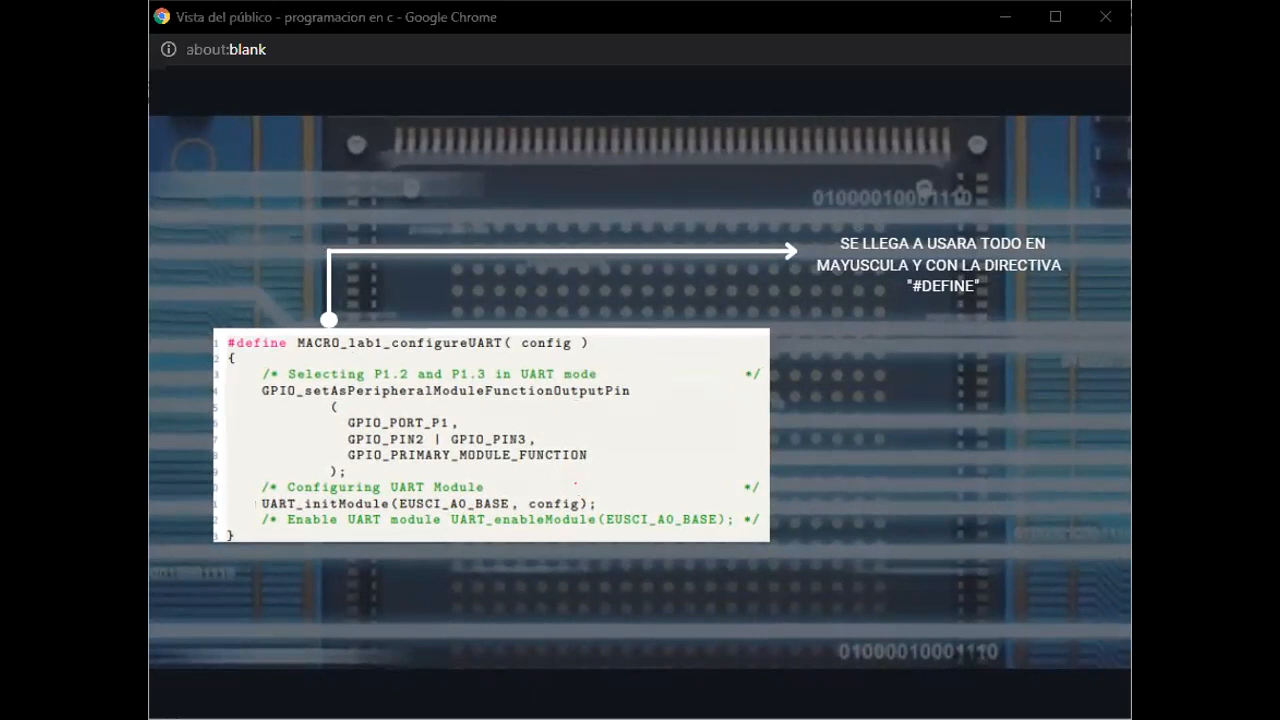 Vista del público - programacion en c - Google Chrome
about:blank
01000010001110
SE LLEGA A USARA TODO EN
MAYUSCULA Y CON LA DIRECTIVA
"#DEFINE"
#define MACRO_lab1_configureUART( config )
{
/* Selecting P1.2 and P1.3 in UART mode */
GPIO_setAsPeripheralModuleFunctionOutputPin
(
GPIO_PORT_P1,
GPIO_PIN2 | GPIO_PIN3,
GPIO_PRIMARY_MODULE_FUNCTION
);
/* Configuring UART Module */
UART_initModule(EUSCI_A0_BASE, config);
/* Enable UART module UART_enableModule(EUSCI_A0_BASE); */
}
01000010001110